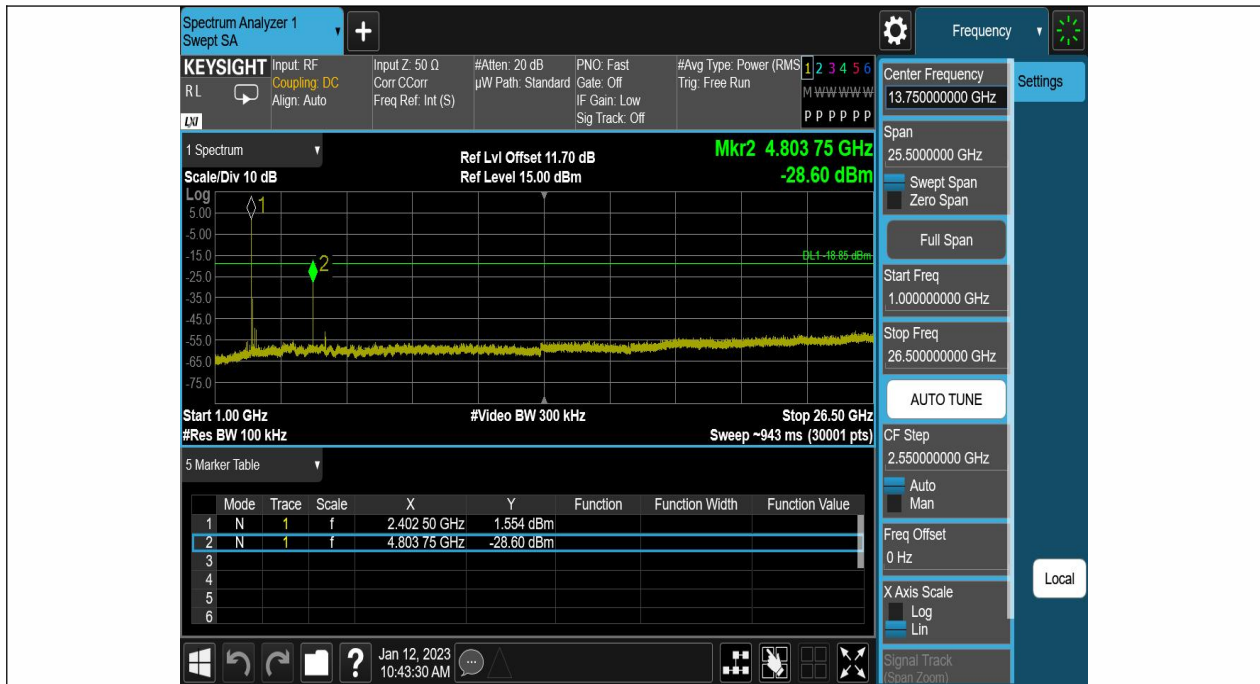 Spectrum Analyzer 1
Swept SA
+
Frequency
KEYSIGHT
R L
LXI
Input: RF
Coupling: DC
Align: Auto
Input Z: 50 Ω
Corr CCorr
Freq Ref: Int (S)
#Atten: 20 dB
µW Path: Standard
PNO: Fast
Gate: Off
IF Gain: Low
Sig Track: Off
#Avg Type: Power (RMS
Trig: Free Run
1 2 3 4 5 6
M W W W W W
P P P P P P
Center Frequency
13.750000000 GHz
Settings
Span
25.5000000 GHz
Swept Span
Zero Span
Full Span
Start Freq
1.000000000 GHz
Stop Freq
26.500000000 GHz
AUTO TUNE
CF Step
2.550000000 GHz
Auto
Man
Freq Offset
0 Hz
X Axis Scale
Log
Lin
Signal Track
(Span Zoom)
Local
1 Spectrum
Scale/Div 10 dB
Ref Lvl Offset 11.70 dB
Ref Level 15.00 dBm
Mkr2 4.803 75 GHz
-28.60 dBm
Log
5.00
-5.00
-15.0
-25.0
-35.0
-45.0
-55.0
-65.0
-75.0
1
2
DL1 -18.85 dBm
Start 1.00 GHz
#Video BW 300 kHz
Stop 26.50 GHz
#Res BW 100 kHz
Sweep ~943 ms (30001 pts)
5 Marker Table
Mode Trace Scale X Y Function Function Width Function Value
1 N 1 f 2.402 50 GHz 1.554 dBm
2 N 1 f 4.803 75 GHz -28.60 dBm
3
4
5
6
?
Jan 12, 2023
10:43:30 AM